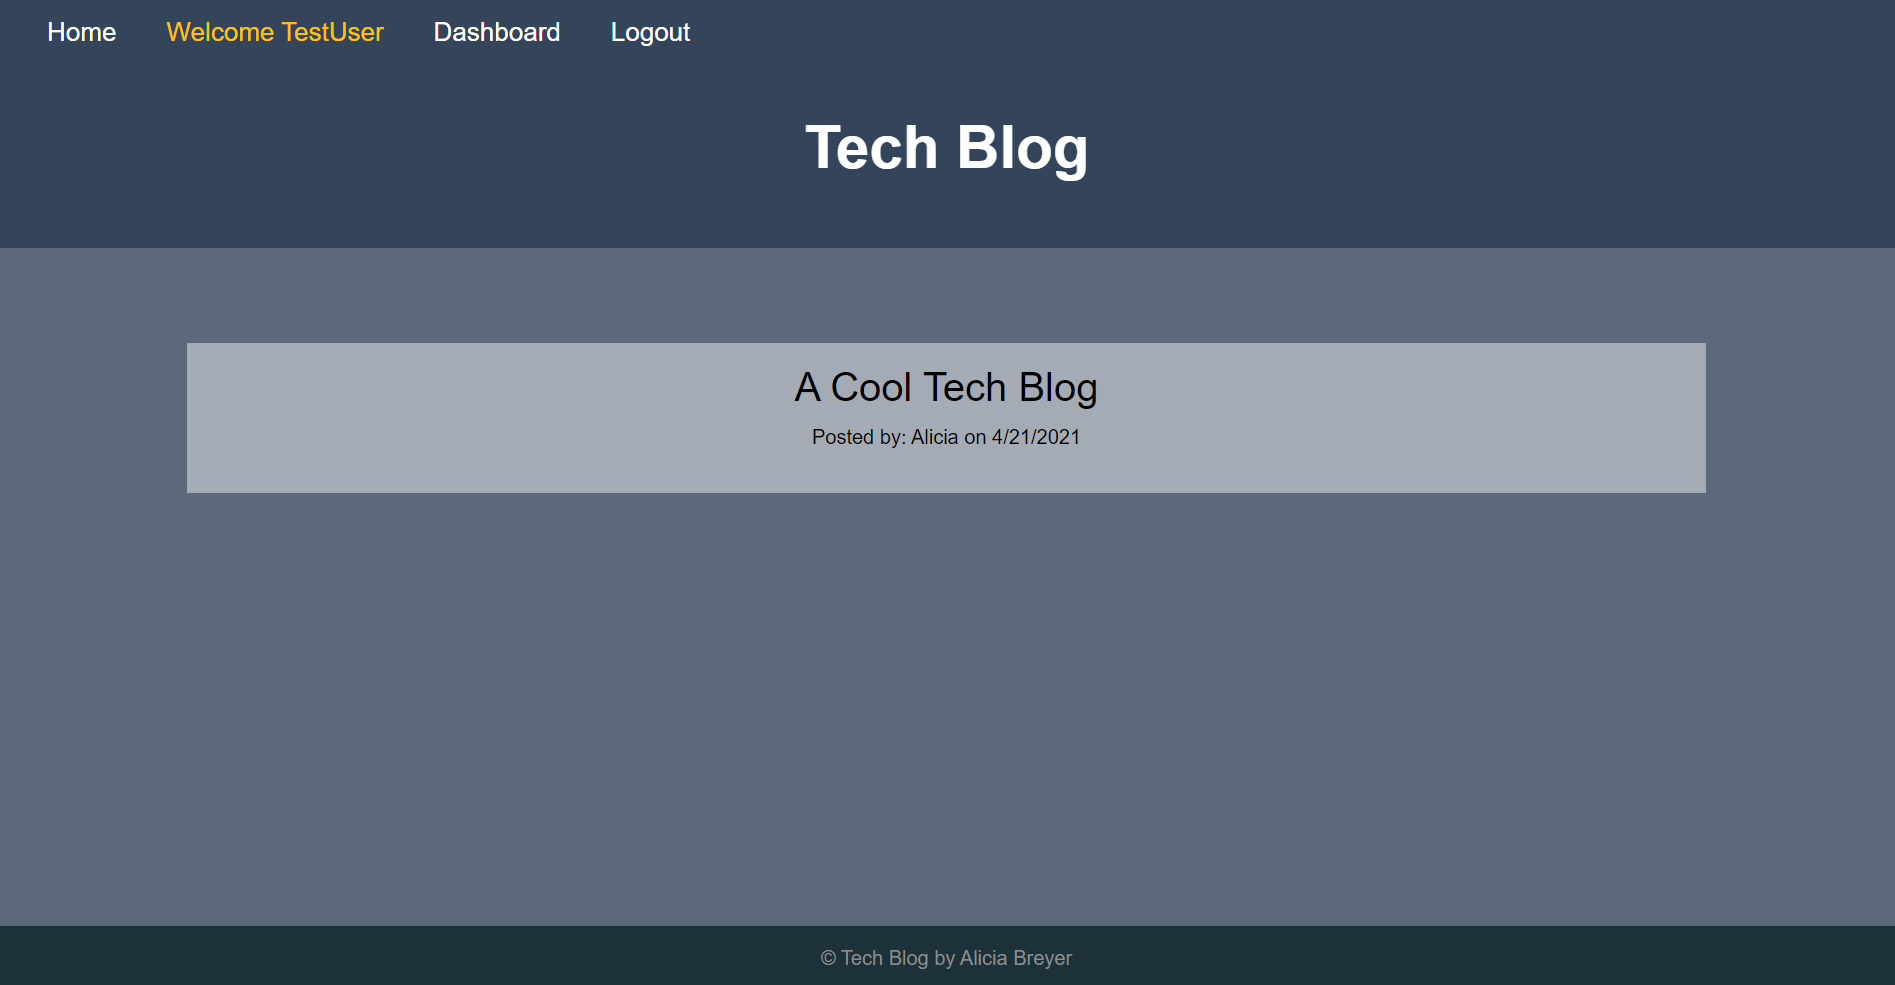 Home Welcome TestUser Dashboard Logout
Tech Blog
A Cool Tech Blog
Posted by: Alicia on 4/21/2021
© Tech Blog by Alicia Breyer